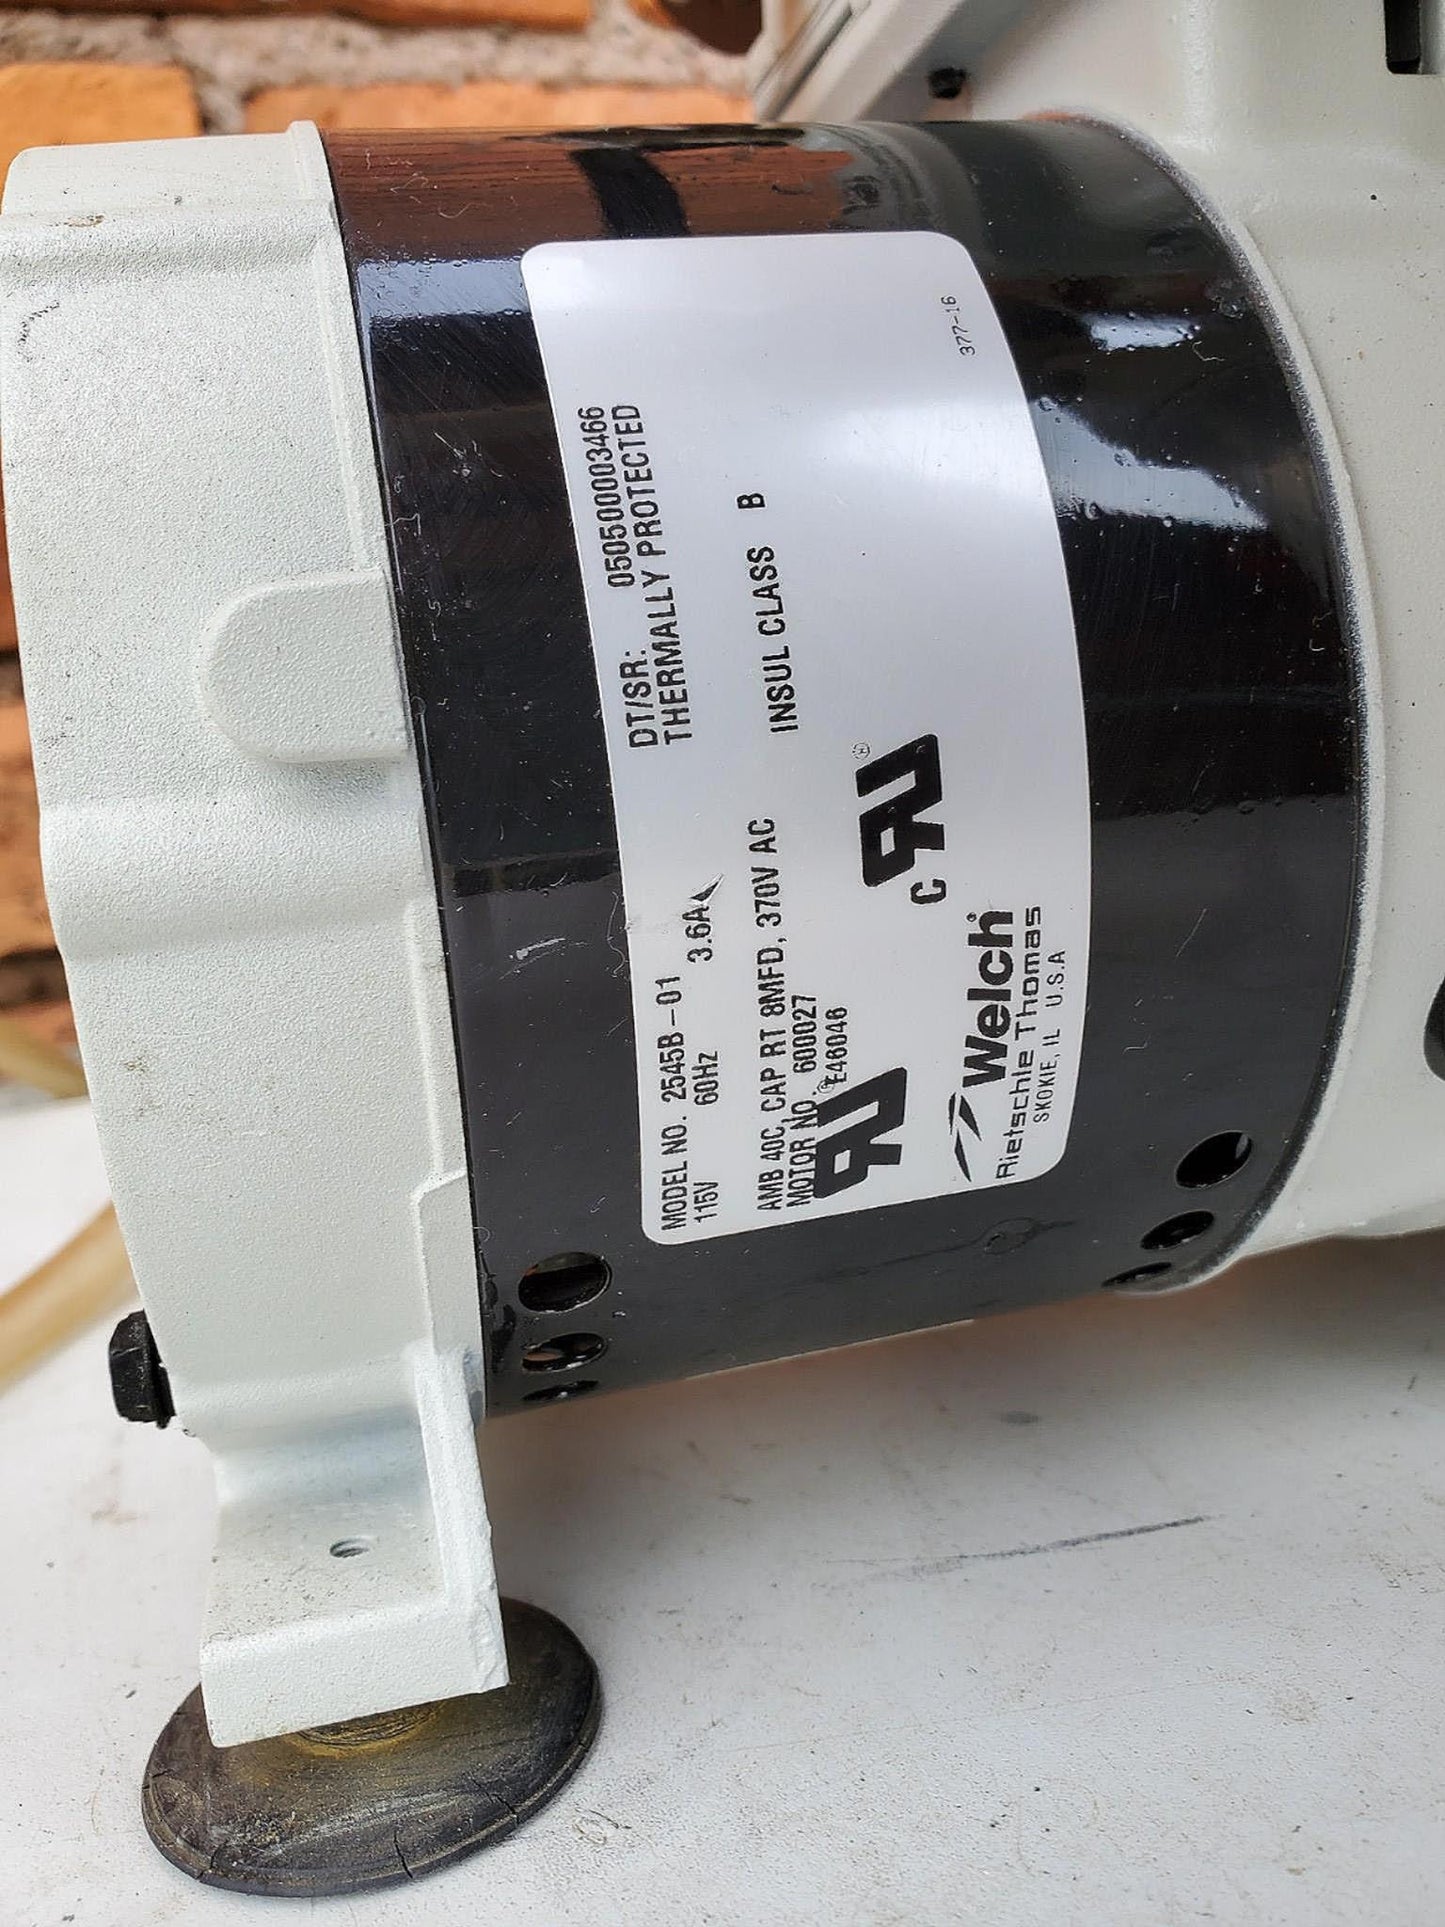 MODEL NO. 2545B-01 DT/SR: 050500003466
115V 60Hz 3.6A THERMALLY PROTECTED
AMB 40C, CAP RT 8MFD, 370V AC INSUL CLASS B
MOTOR NO. 600027
® E46046
C ®
Welch®
Rietschle Thomas
SKOKIE, IL U.S.A
377-16